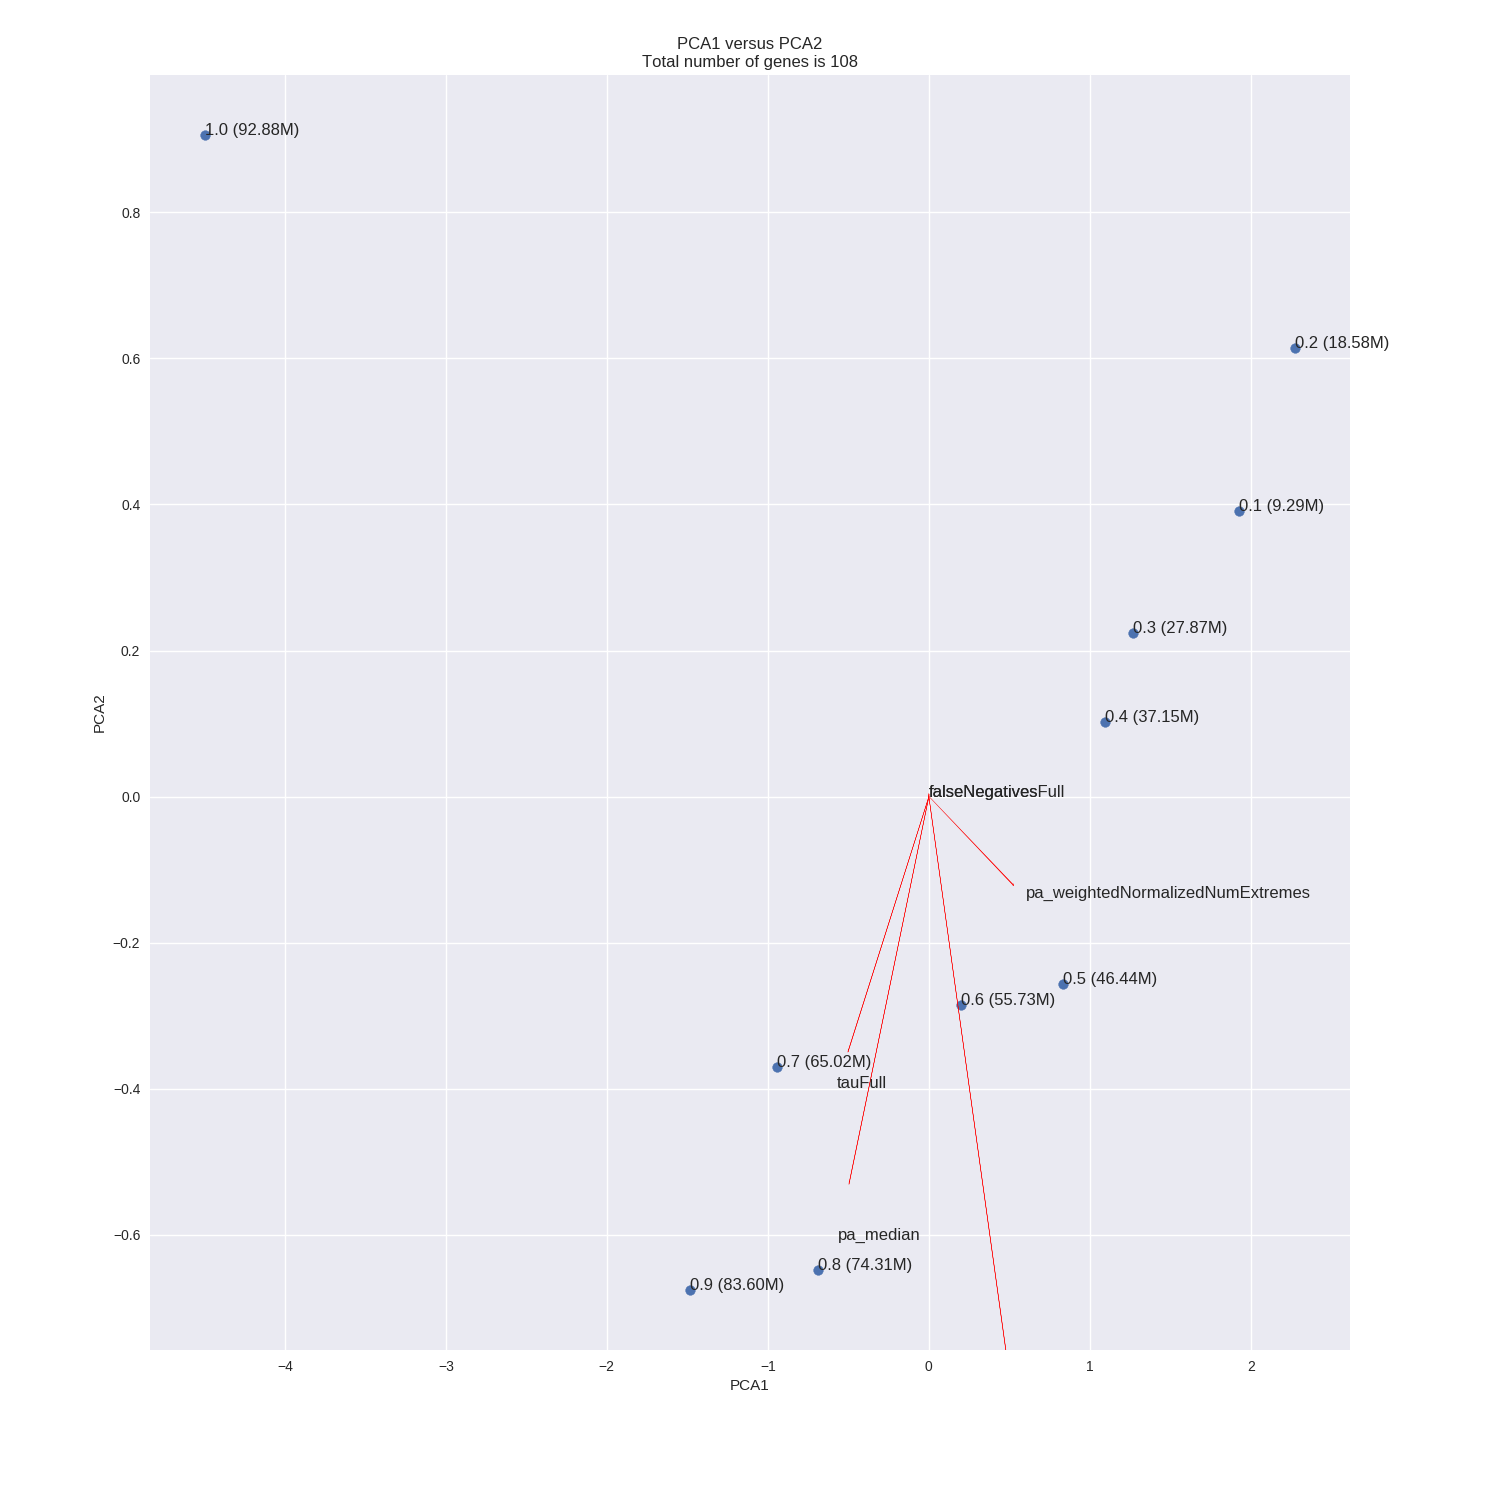 PCA1 versus PCA2
Total number of genes is 108
1.0 (92.88M)
0.8
0.2 (18.58M)
0.6
0.4
0.1 (9.29M)
0.3 (27.87M)
0.2
0.4 (37.15M)
PCA2
0.0
falseNegativesFull
pa_weightedNormalizedNumExtremes
−0.2
0.5 (46.44M)
0.6 (55.73M)
0.7 (65.02M)
tauFull
−0.4
pa_median
−0.6
0.8 (74.31M)
0.9 (83.60M)
−4 −3 −2 −1 0 1 2
PCA1